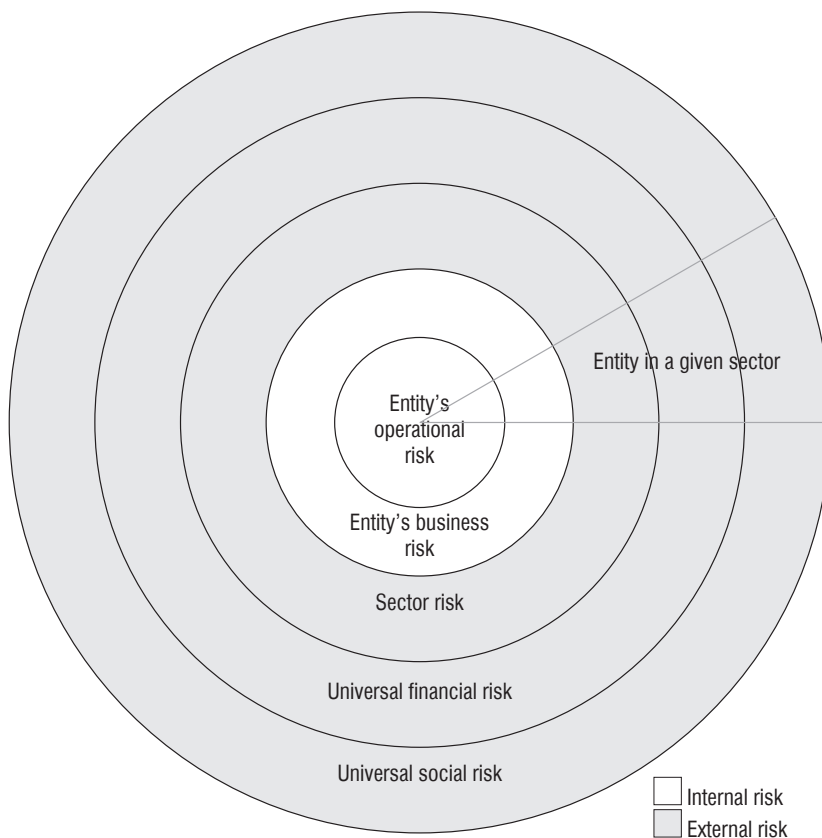 Entity in a given sector
Entity’s
operational
risk
Entity’s business
risk
Sector risk
Universal financial risk
Universal social risk
Internal risk
External risk